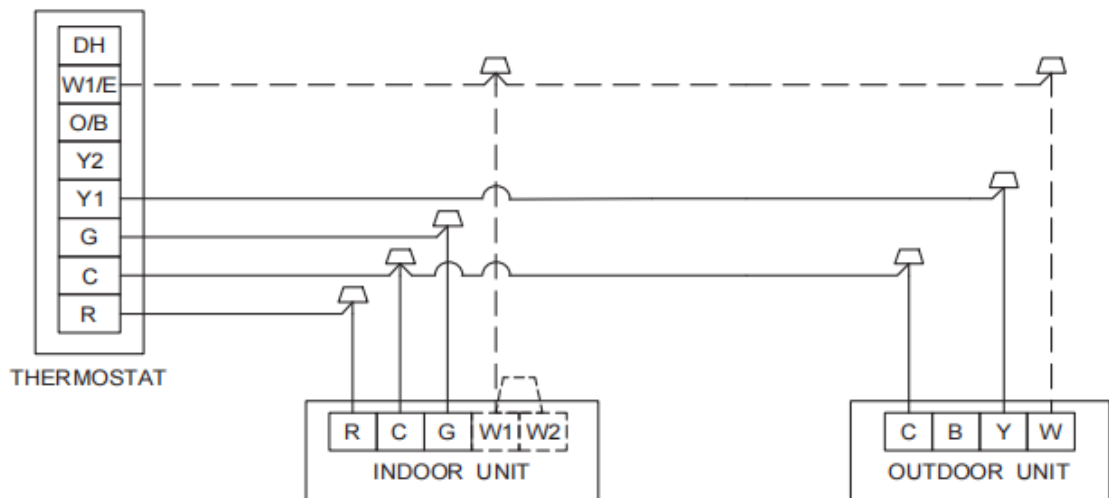 DH
W1/E
O/B
Y2
Y1
G
C
R
THERMOSTAT
R C G W1 W2
INDOOR UNIT
C B Y W
OUTDOOR UNIT